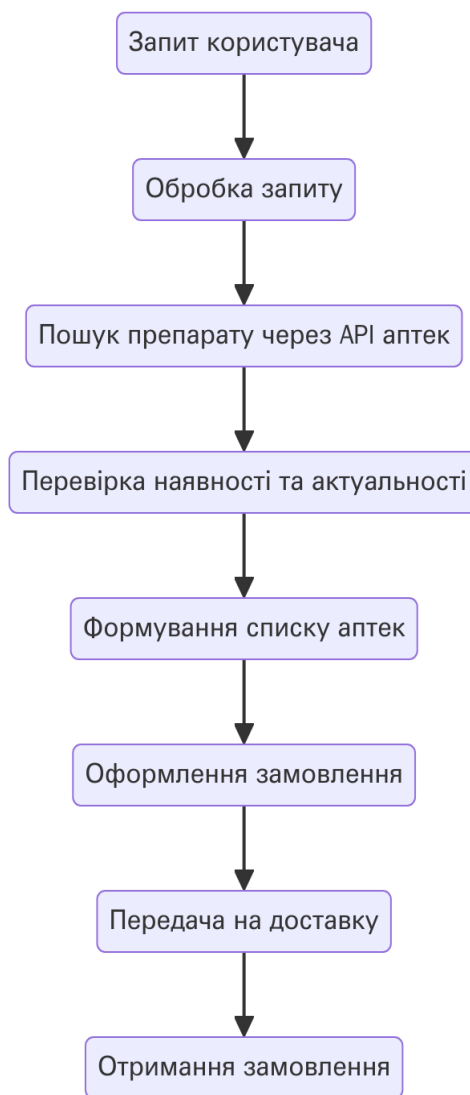 Запит користувача
Обробка запиту
Пошук препарату через API аптек
Перевірка наявності та актуальності
Формування списку аптек
Оформлення замовлення
Передача на доставку
Отримання замовлення